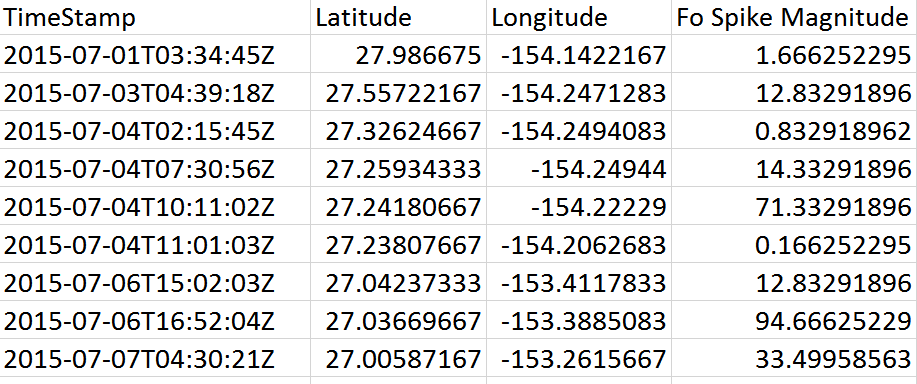 TimeStamp Latitude Longitude Fo Spike Magnitude
2015-07-01T03:34:45Z 27.986675 -154.1422167 1.666252295
2015-07-03T04:39:18Z 27.55722167 -154.2471283 12.83291896
2015-07-04T02:15:45Z 27.32624667 -154.2494083 0.832918962
2015-07-04T07:30:56Z 27.25934333 -154.24944 14.33291896
2015-07-04T10:11:02Z 27.24180667 -154.22229 71.33291896
2015-07-04T11:01:03Z 27.23807667 -154.2062683 0.166252295
2015-07-06T15:02:03Z 27.04237333 -153.4117833 12.83291896
2015-07-06T16:52:04Z 27.03669667 -153.3885083 94.66625229
2015-07-07T04:30:21Z 27.00587167 -153.2615667 33.49958563